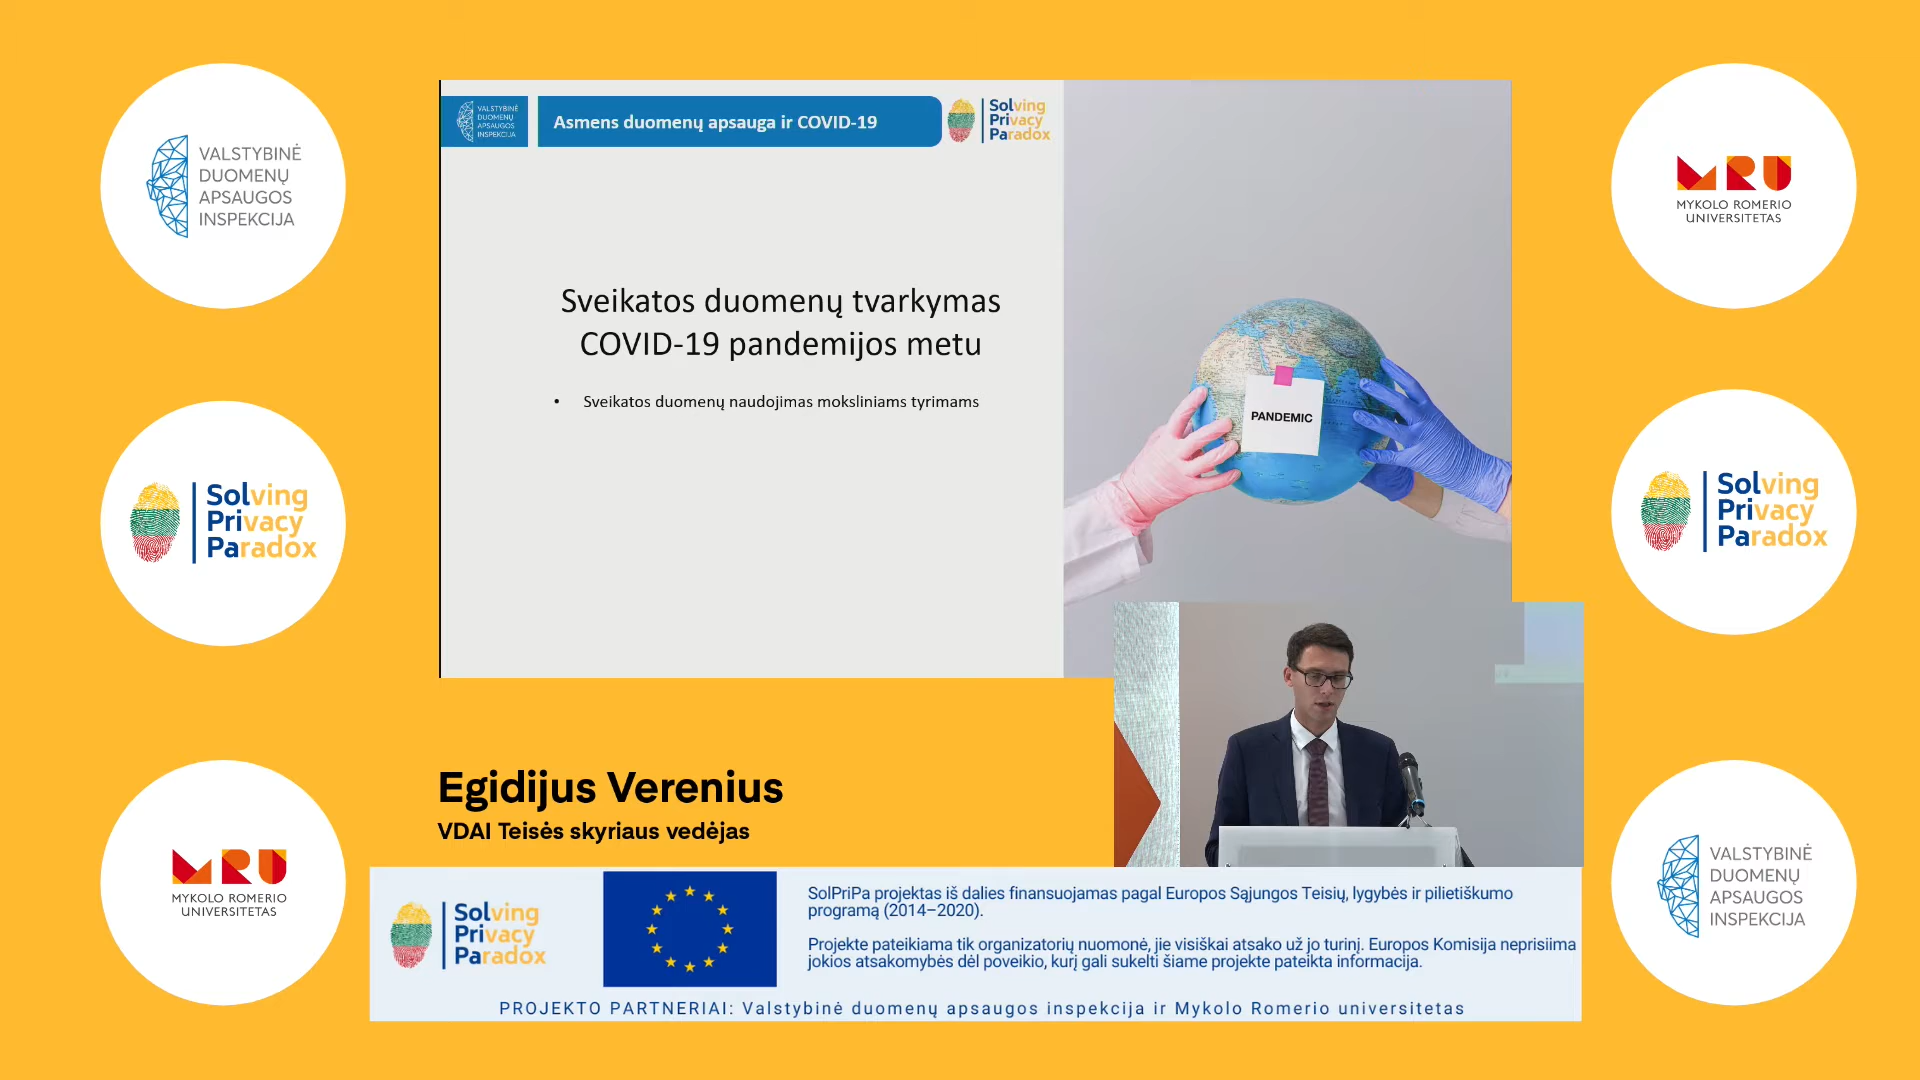 VALSTYBINĖ
DUOMENŲ
APSAUGOS
INSPEKCIJA
Solving
Privacy
Paradox
MRU
MYKOLO ROMERIO
UNIVERSITETAS
VALSTYBINĖ
DUOMENŲ
APSAUGOS
INSPEKCIJA
Asmens duomenų apsauga ir COVID-19
Solving
Privacy
Paradox
Sveikatos duomenų tvarkymas
COVID-19 pandemijos metu
• Sveikatos duomenų naudojimas moksliniams tyrimams
PANDEMIC
Egidijus Verenius
VDAI Teisės skyriaus vedėjas
Solving
Privacy
Paradox
SolPriPa projektas iš dalies finansuojamas pagal Europos Sąjungos Teisių, lygybės ir pilietiškumo
programą (2014–2020).
Projekte pateikiama tik organizatorių nuomonė, jie visiškai atsako už jo turinį. Europos Komisija neprisiima
jokios atsakomybės dėl poveikio, kurį gali sukelti šiame projekte pateikta informacija.
PROJEKTO PARTNERIAI: Valstybinė duomenų apsaugos inspekcija ir Mykolo Romerio universitetas
MRU
MYKOLO ROMERIO
UNIVERSITETAS
Solving
Privacy
Paradox
VALSTYBINĖ
DUOMENŲ
APSAUGOS
INSPEKCIJA